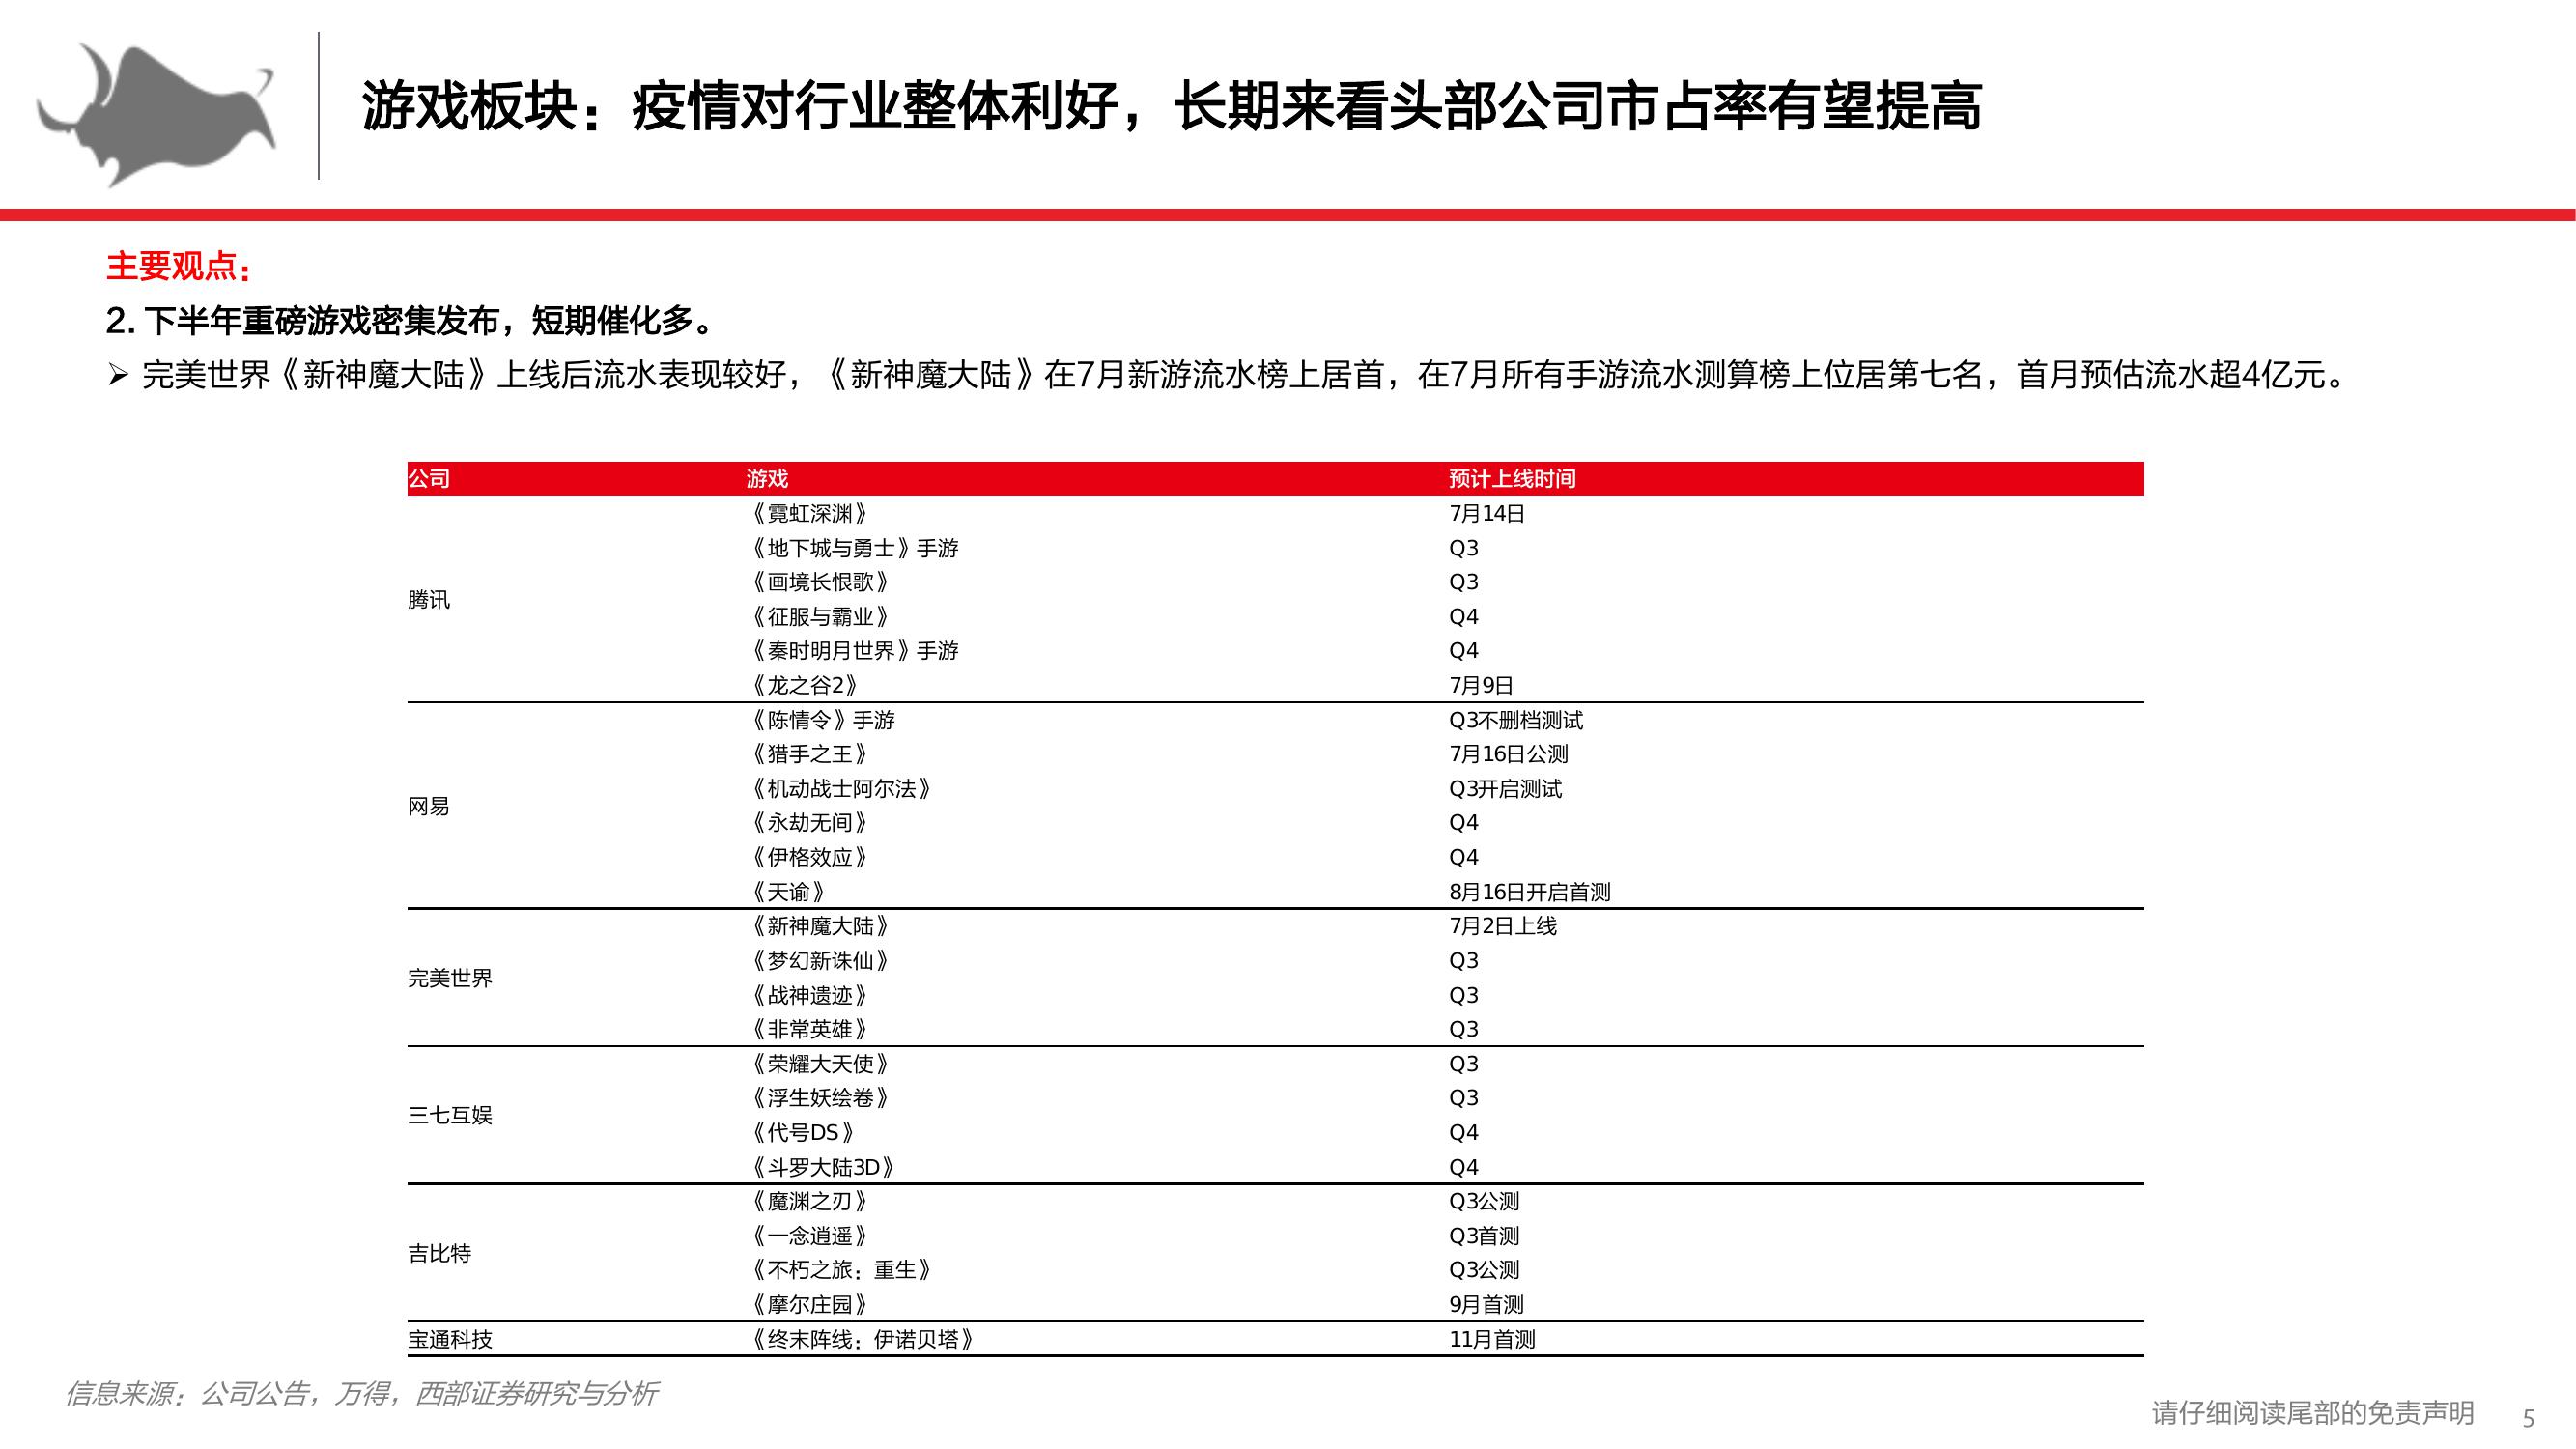 游戏板块：疫情对行业整体利好，长期来看头部公司市占率有望提高
主要观点：
2. 下半年重磅游戏密集发布，短期催化多。
➢ 完美世界《新神魔大陆》上线后流水表现较好，《新神魔大陆》在7月新游流水榜上居首，在7月所有手游流水测算榜上位居第七名，首月预估流水超4亿元。
公司 游戏 预计上线时间
腾讯
《霓虹深渊》 7月14日
《地下城与勇士》手游 Q3
《画境长恨歌》 Q3
《征服与霸业》 Q4
《秦时明月世界》手游 Q4
《龙之谷2》 7月9日
网易
《陈情令》手游 Q3不删档测试
《猎手之王》 7月16日公测
《机动战士阿尔法》 Q3开启测试
《永劫无间》 Q4
《伊格效应》 Q4
《天谕》 8月16日开启首测
完美世界
《新神魔大陆》 7月2日上线
《梦幻新诛仙》 Q3
《战神遗迹》 Q3
《非常英雄》 Q3
三七互娱
《荣耀大天使》 Q3
《浮生妖绘卷》 Q3
《代号DS》 Q4
《斗罗大陆3D》 Q4
吉比特
《魔渊之刃》 Q3公测
《一念逍遥》 Q3首测
《不朽之旅：重生》 Q3公测
《摩尔庄园》 9月首测
宝通科技 《终末阵线：伊诺贝塔》 11月首测
信息来源：公司公告，万得，西部证券研究与分析
请仔细阅读尾部的免责声明 5